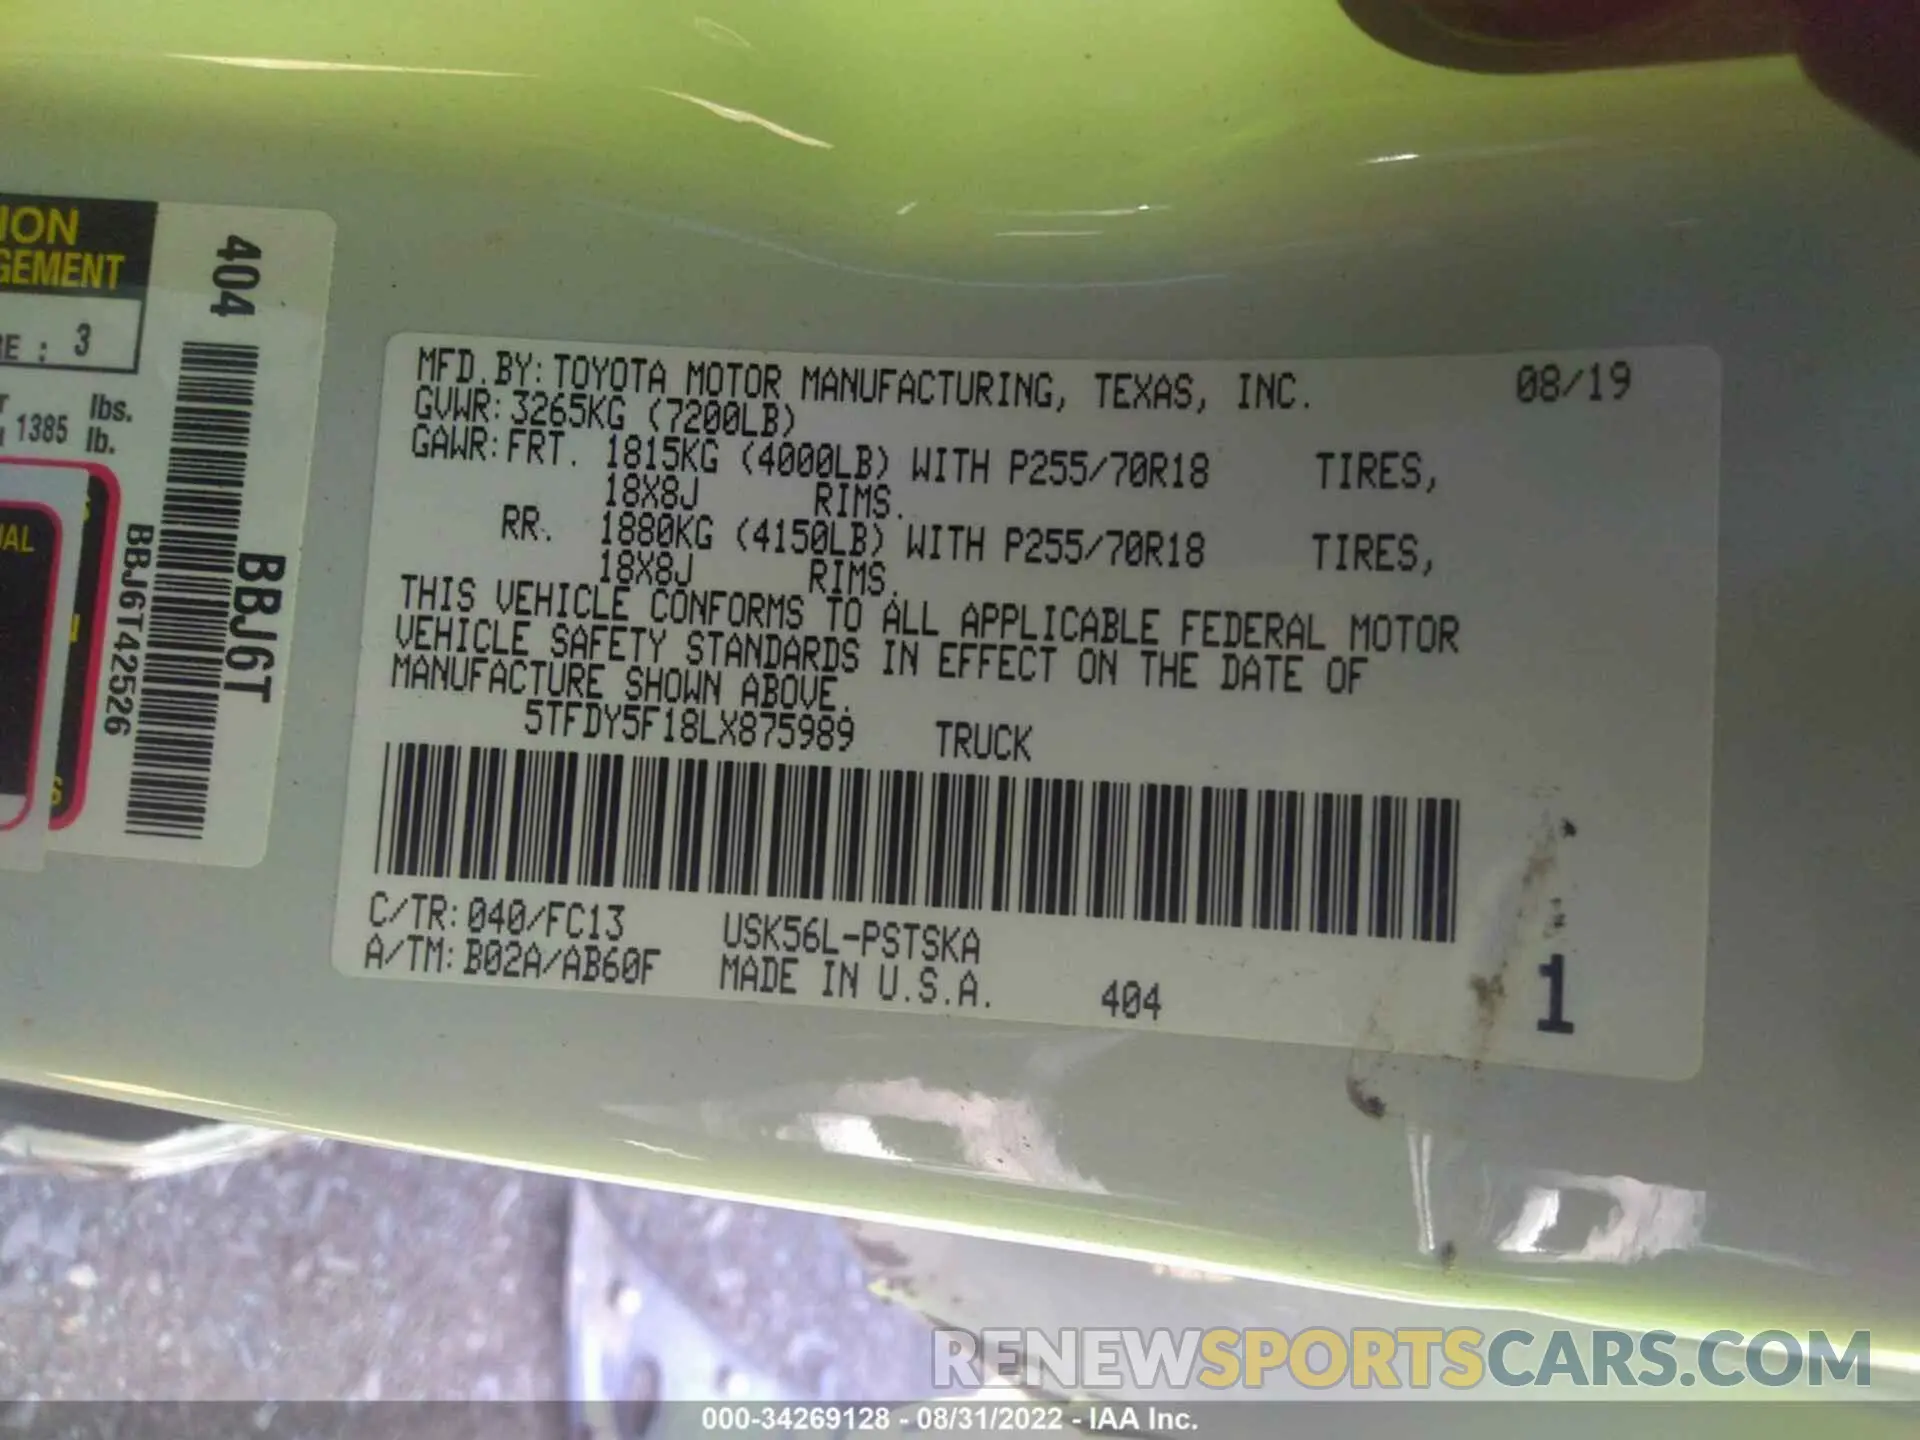 ION
GEMENT
RE : 3
lbs.
1385 lb.
UAL
404
BBJ6T
BBJ6T42526
MFD.BY:TOYOTA MOTOR MANUFACTURING, TEXAS, INC. 08/19
GVWR:3265KG (7200LB)
GAWR:FRT. 1815KG (4000LB) WITH P255/70R18 TIRES,
18X8J RIMS.
RR. 1880KG (4150LB) WITH P255/70R18 TIRES,
18X8J RIMS.
THIS VEHICLE CONFORMS TO ALL APPLICABLE FEDERAL MOTOR
VEHICLE SAFETY STANDARDS IN EFFECT ON THE DATE OF
MANUFACTURE SHOWN ABOVE.
5TFDY5F18LX875989 TRUCK
C/TR:040/FC13 USK56L-PSTSKA
A/TM:B02A/AB60F MADE IN U.S.A. 404
1
RENEWSPORTSCARS.COM
000-34269128 - 08/31/2022 - IAA Inc.